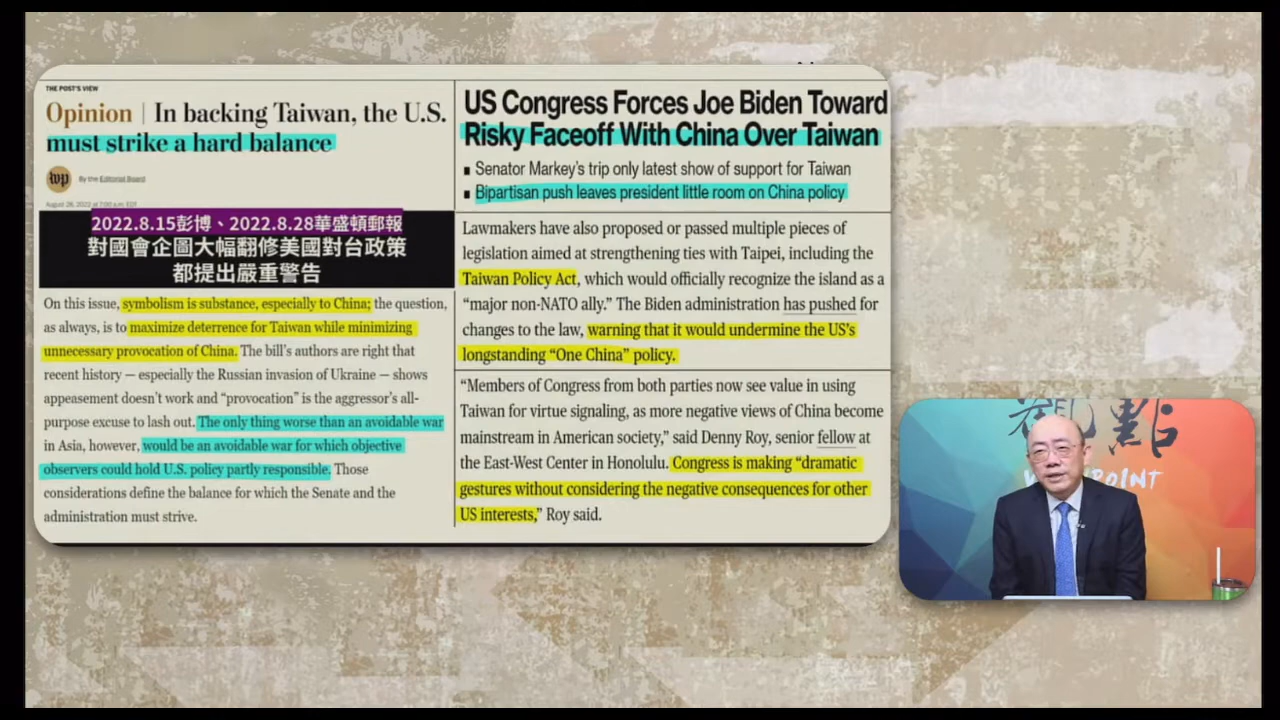 THE POST'S VIEW
Opinion | In backing Taiwan, the U.S.
must strike a hard balance
wp
By the Editorial Board
August 28, 2022 at 7:00 a.m. EDT
2022.8.15彭博、2022.8.28華盛頓郵報
對國會企圖大幅翻修美國對台政策
都提出嚴重警告
On this issue, symbolism is substance, especially to China; the question,
as always, is to maximize deterrence for Taiwan while minimizing
unnecessary provocation of China. The bill's authors are right that
recent history — especially the Russian invasion of Ukraine — shows
appeasement doesn't work and “provocation” is the aggressor's all-
purpose excuse to lash out. The only thing worse than an avoidable war
in Asia, however, would be an avoidable war for which objective
observers could hold U.S. policy partly responsible. Those
considerations define the balance for which the Senate and the
administration must strive.
US Congress Forces Joe Biden Toward
Risky Faceoff With China Over Taiwan
■ Senator Markey's trip only latest show of support for Taiwan
■ Bipartisan push leaves president little room on China policy
Lawmakers have also proposed or passed multiple pieces of
legislation aimed at strengthening ties with Taipei, including the
Taiwan Policy Act, which would officially recognize the island as a
“major non-NATO ally.” The Biden administration has pushed for
changes to the law, warning that it would undermine the US's
longstanding “One China” policy.
“Members of Congress from both parties now see value in using
Taiwan for virtue signaling, as more negative views of China become
mainstream in American society,” said Denny Roy, senior fellow at
the East-West Center in Honolulu. Congress is making “dramatic
gestures without considering the negative consequences for other
US interests,” Roy said.
觀點